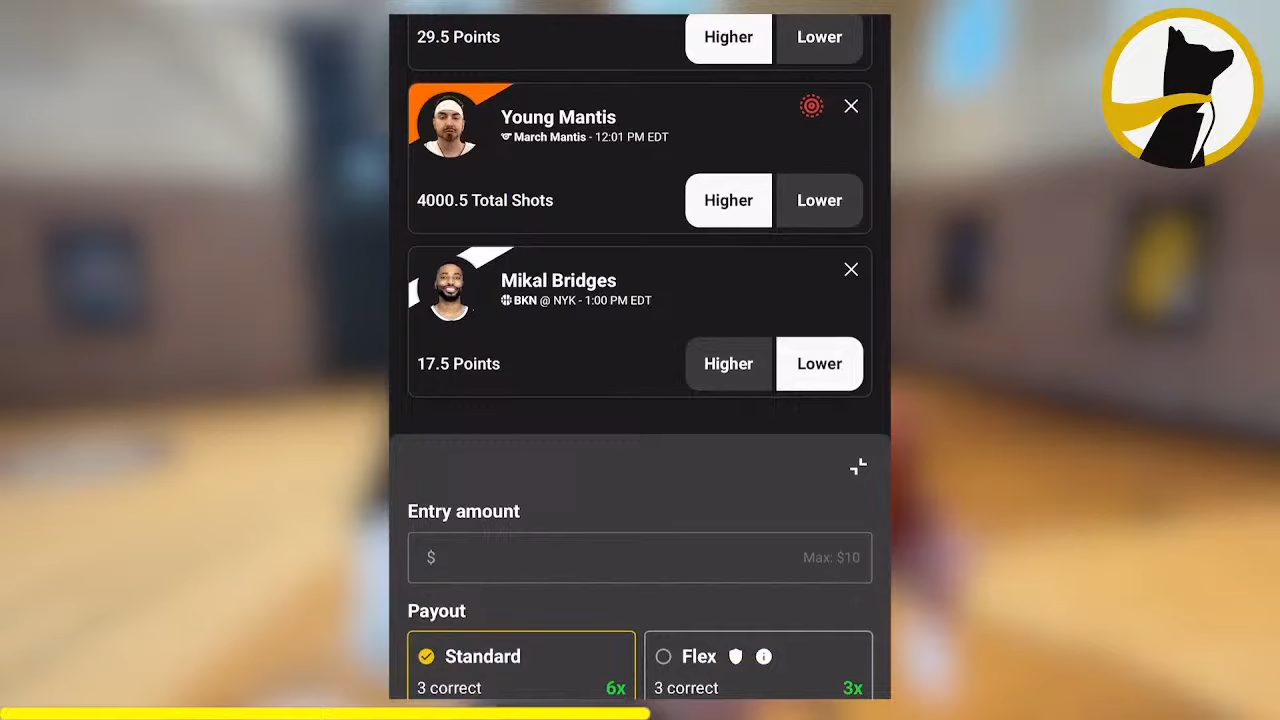 29.5 Points
Higher
Lower
Young Mantis
March Mantis - 12:01 PM EDT
4000.5 Total Shots
Higher
Lower
Mikal Bridges
BKN @ NYK - 1:00 PM EDT
17.5 Points
Higher
Lower
Entry amount
$
Max: $10
Payout
Standard
3 correct
6x
Flex
3 correct
3x